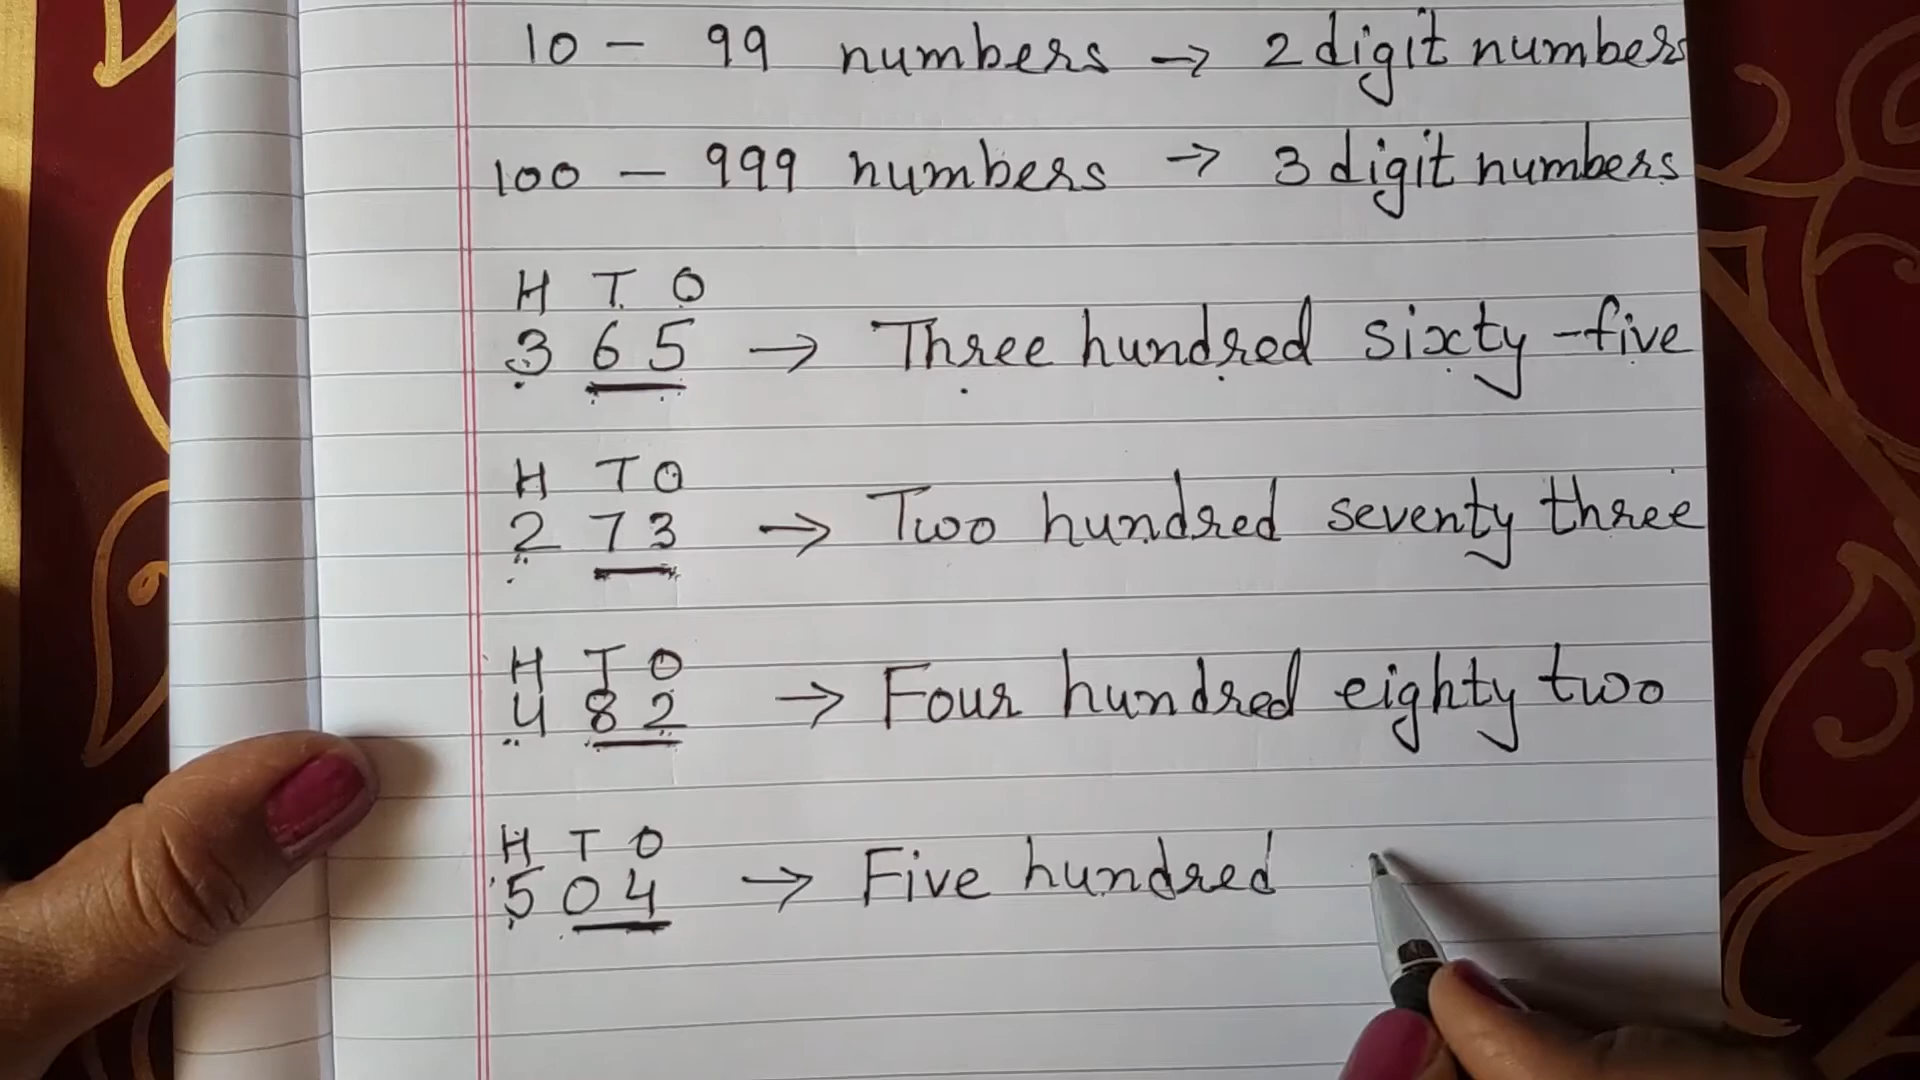 10 - 99 numbers → 2 digit numbers
100 - 999 numbers → 3 digit numbers
H T O
3 6 5 → Three hundred sixty-five
H T O
2 7 3 → Two hundred seventy three
H T O
4 8 2 → Four hundred eighty two
H T O
5 0 4 → Five hundred